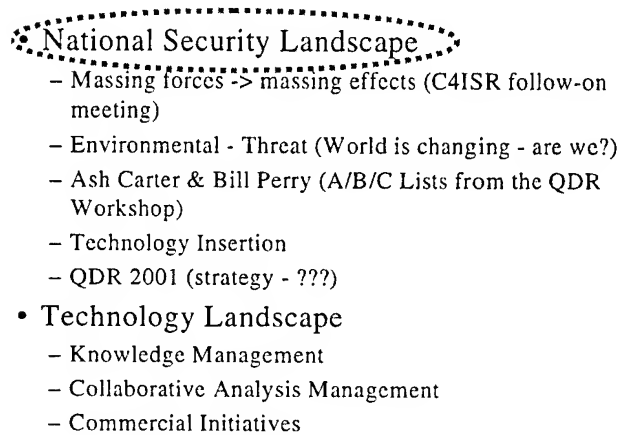 • National Security Landscape
– Massing forces -> massing effects (C4ISR follow-on
meeting)
– Environmental - Threat (World is changing - are we?)
– Ash Carter & Bill Perry (A/B/C Lists from the QDR
Workshop)
– Technology Insertion
– QDR 2001 (strategy - ???)
• Technology Landscape
– Knowledge Management
– Collaborative Analysis Management
– Commercial Initiatives